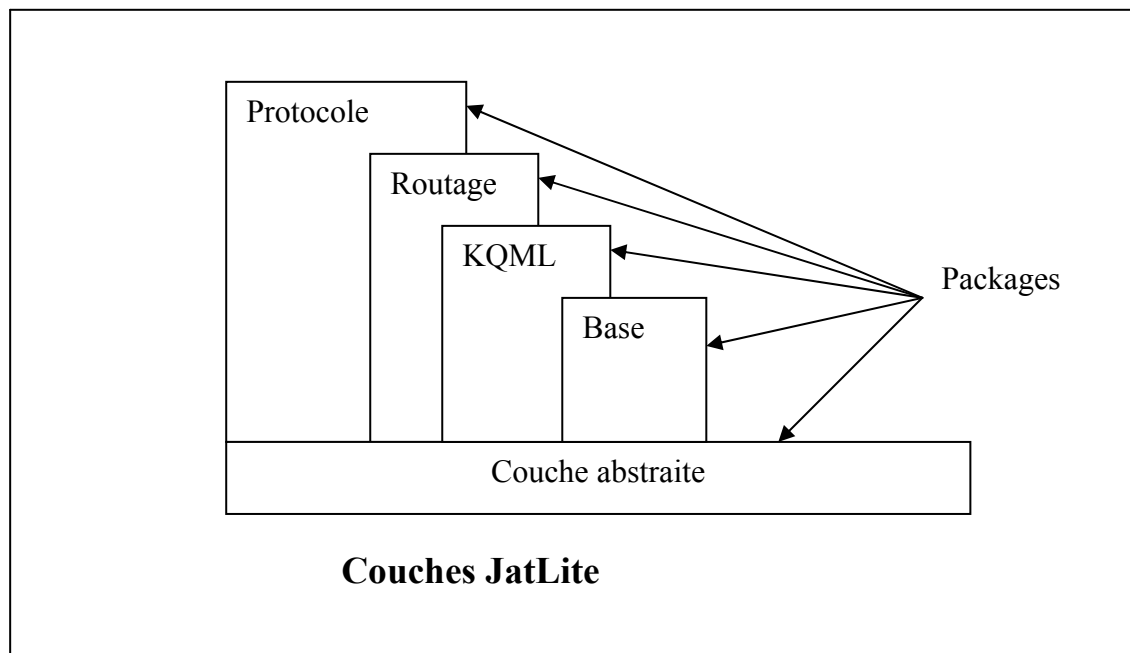 Protocole
Routage
KQML
Packages
Base
Couche abstraite
Couches JatLite